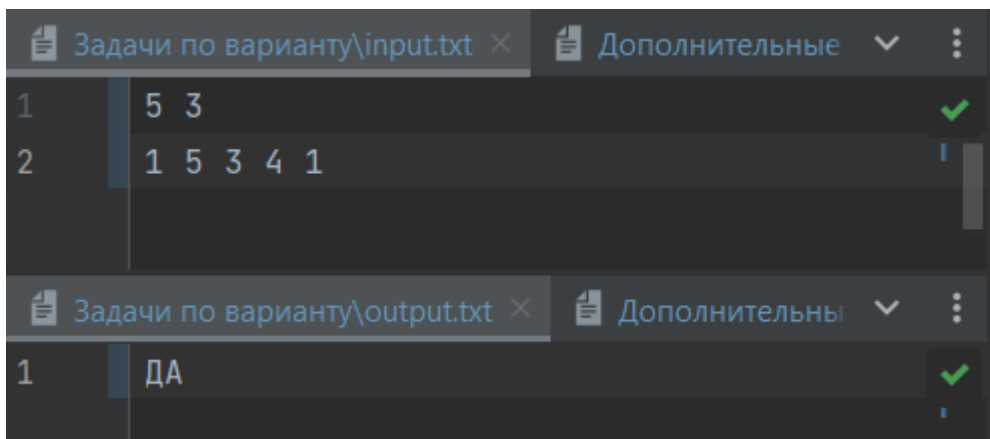 Задачи по варианту\input.txt × Дополнительные
1 5 3
2 1 5 3 4 1
Задачи по варианту\output.txt × Дополнительны
1 ДА